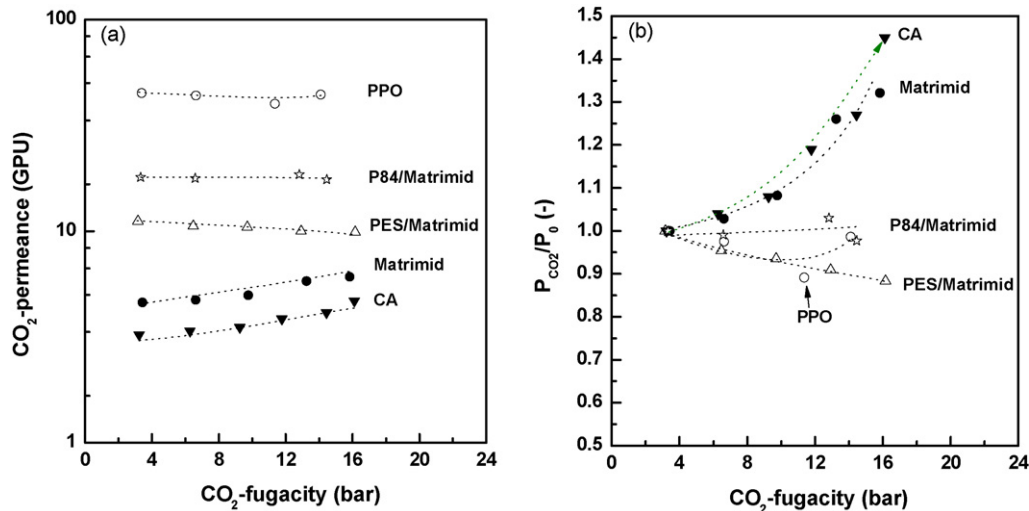 (a)
100
10
1
CO2-permeance (GPU)
PPO
P84/Matrimid
PES/Matrimid
Matrimid
CA
0 4 8 12 16 20 24
CO2-fugacity (bar)
(b)
1.5
1.4
1.3
1.2
1.1
1.0
0.9
0.8
0.7
0.6
0.5
PCO2/P0 (-)
CA
Matrimid
P84/Matrimid
PES/Matrimid
PPO
0 4 8 12 16 20 24
CO2-fugacity (bar)